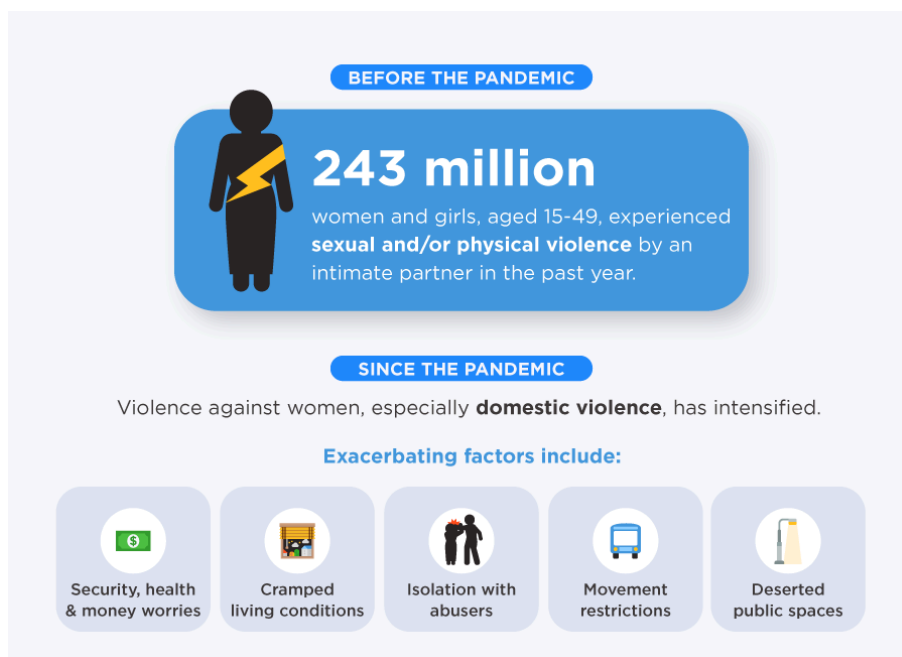 BEFORE THE PANDEMIC
243 million
women and girls, aged 15-49, experienced
sexual and/or physical violence by an
intimate partner in the past year.
SINCE THE PANDEMIC
Violence against women, especially domestic violence, has intensified.
Exacerbating factors include:
$
Security, health
& money worries
Cramped
living conditions
Isolation with
abusers
Movement
restrictions
Deserted
public spaces